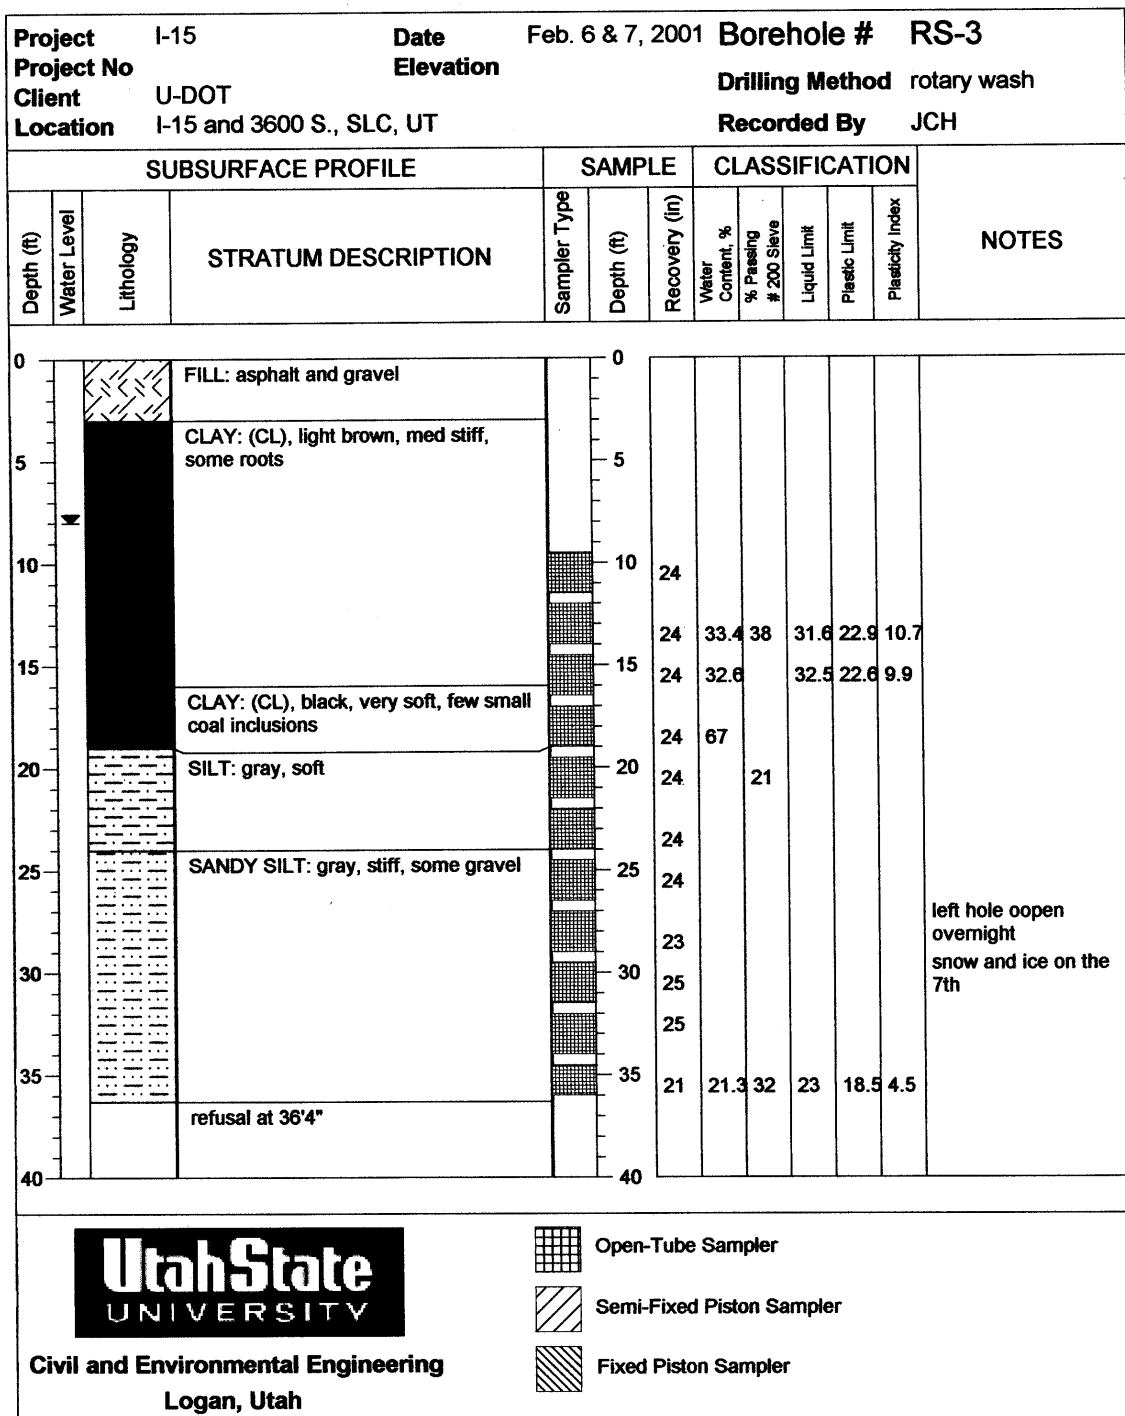 Project I-15 Date Feb. 6 & 7, 2001 Borehole # RS-3
Project No Elevation
Drilling Method rotary wash
Client U-DOT
Location I-15 and 3600 S., SLC, UT Recorded By JCH
SUBSURFACE PROFILE SAMPLE CLASSIFICATION
Depth (ft)
Water Level
Lithology
STRATUM DESCRIPTION
Sampler Type
Depth (ft)
Recovery (in)
Water Content, %
% Passing # 200 Sieve
Liquid Limit
Plastic Limit
Plasticity Index
NOTES
0 FILL: asphalt and gravel 0
CLAY: (CL), light brown, med stiff,
some roots
5 5
10 10
24
24 33.4 38 31.6 22.9 10.7
15 15
24 32.6 32.5 22.6 9.9
CLAY: (CL), black, very soft, few small
coal inclusions
24 67
20 SILT: gray, soft 20
24 21
24
25 SANDY SILT: gray, stiff, some gravel 25
24
left hole oopen
overnight
23
snow and ice on the
7th
30 30
25
25
35 35
21 21.3 32 23 18.5 4.5
refusal at 36'4"
40 40
UtahState
UNIVERSITY
Civil and Environmental Engineering
Logan, Utah
Open-Tube Sampler
Semi-Fixed Piston Sampler
Fixed Piston Sampler